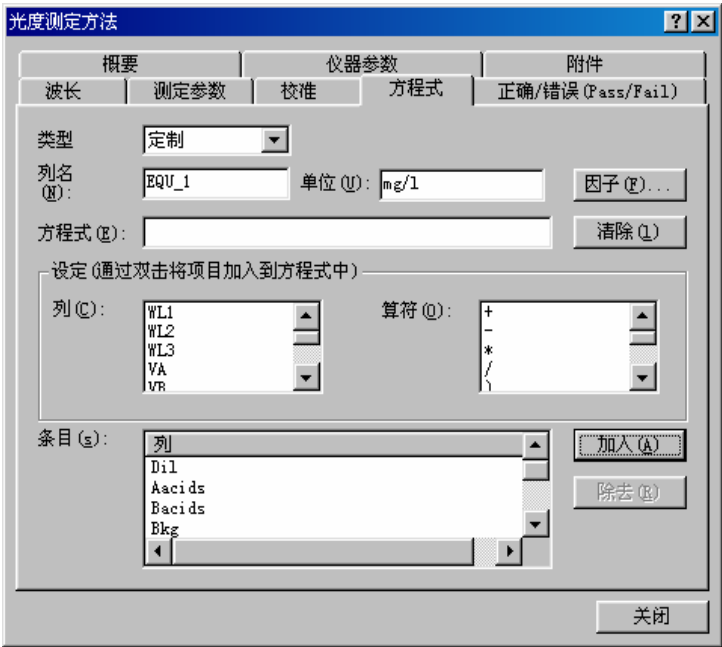 光度测定方法
概要 仪器参数 附件
波长 测定参数 校准 方程式 正确/错误(Pass/Fail)
类型 定制
列名(N): EQU_1 单位(U): mg/l 因子(F)...
方程式(E): 清除(l)
设定(通过双击将项目加入到方程式中)
列(C): 算符(O):
WL1 +
WL2 -
WL3 *
VA /
VB )
条目(s): 列 加入(A)
Dil
Aacids 除去(R)
Bacids
Bkg
关闭